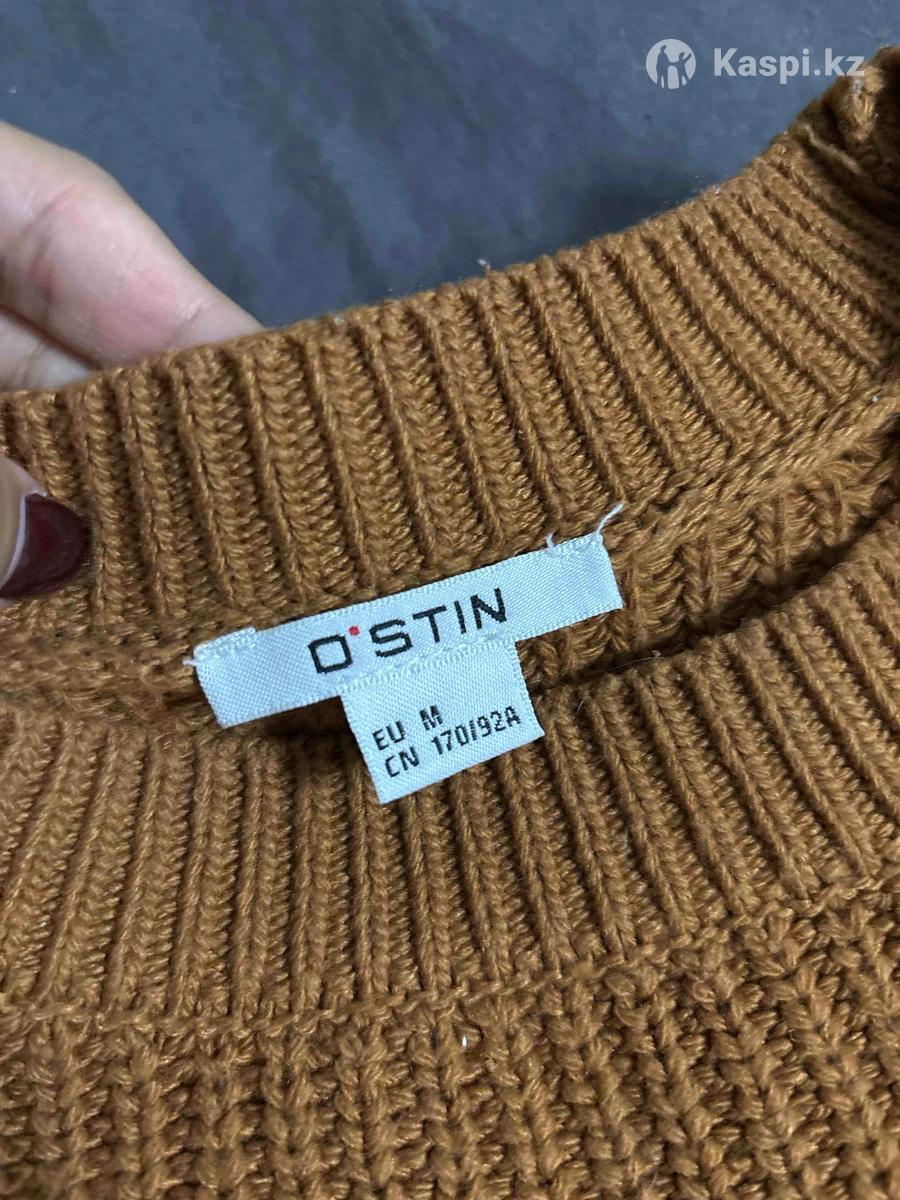 Kaspi.kz
O'STIN
EU M
CN 170/92A